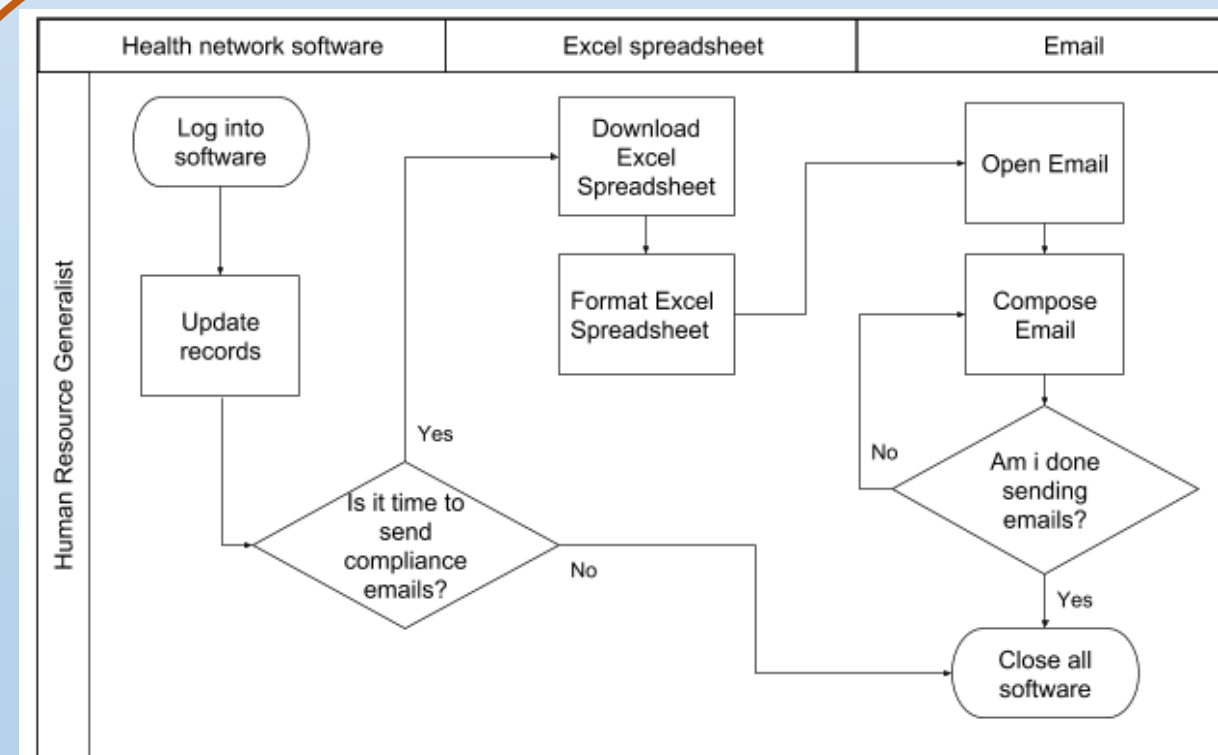 Health network software
Excel spreadsheet
Email
Human Resource Generalist
Log into
software
Update
records
Is it time to
send
compliance
emails?
Yes
No
Download
Excel
Spreadsheet
Format Excel
Spreadsheet
Open Email
Compose
Email
Am i done
sending
emails?
No
Yes
Close all
software